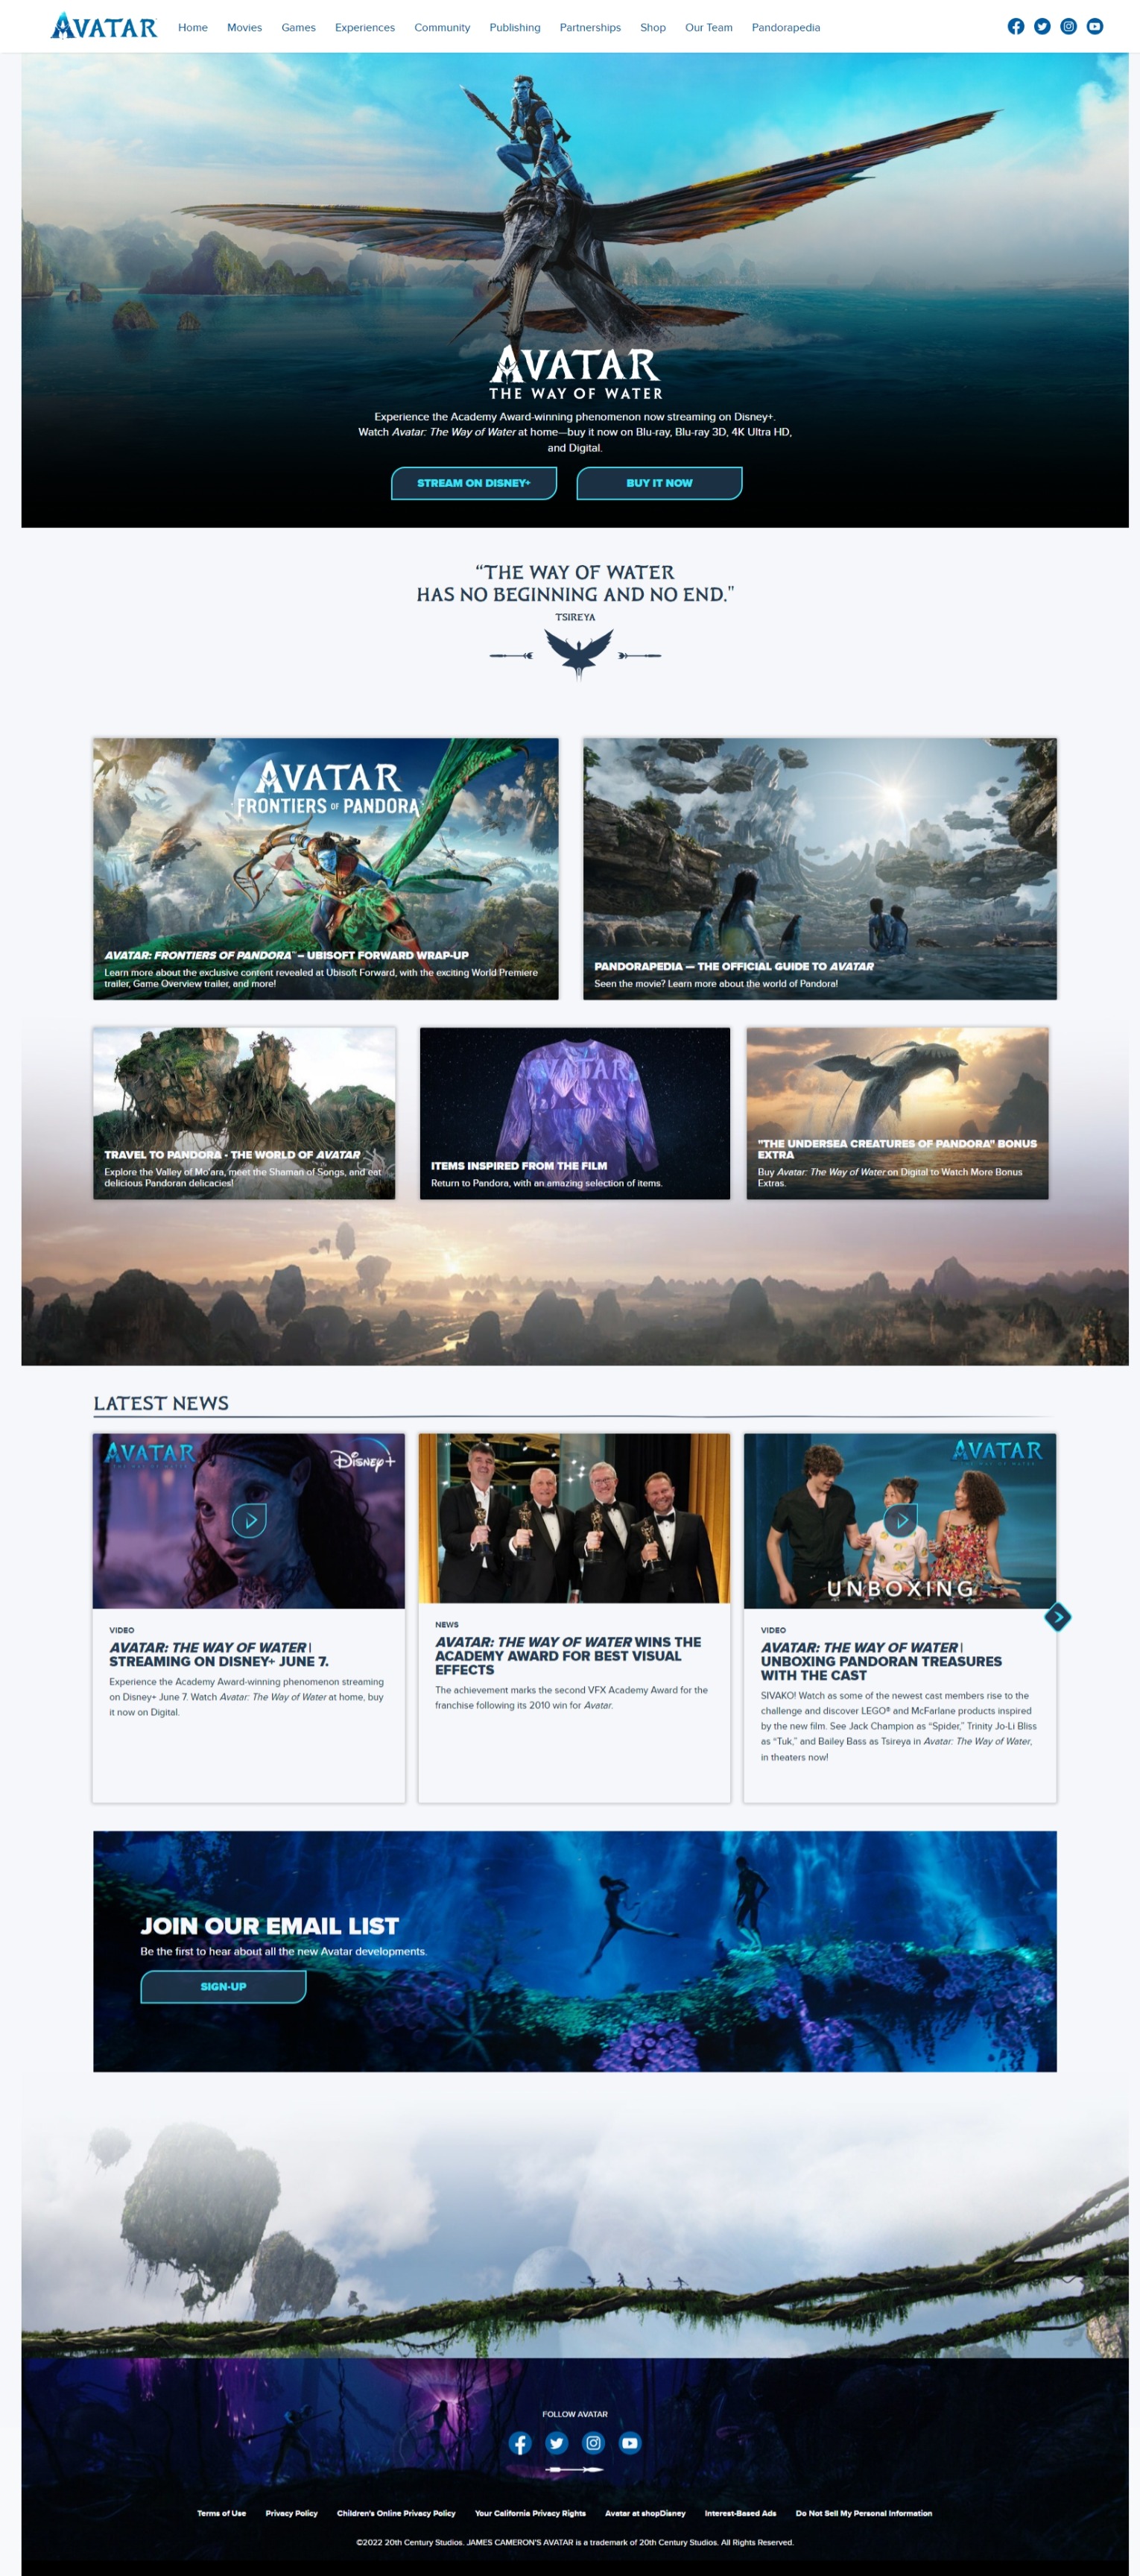 AVATAR
Home Movies Games Experiences Community Publishing Partnerships Shop Our Team Pandorapedia
AVATAR
THE WAY OF WATER
Experience the Academy Award-winning phenomenon now streaming on Disney+.
Watch Avatar: The Way of Water at home—buy it now on Blu-ray, Blu-ray 3D, 4K Ultra HD,
and Digital.
STREAM ON DISNEY+
BUY IT NOW
“THE WAY OF WATER
HAS NO BEGINNING AND NO END."
TSIREYA
AVATAR
FRONTIERS OF PANDORA
AVATAR: FRONTIERS OF PANDORA™ – UBISOFT FORWARD WRAP-UP
Learn more about the exclusive content revealed at Ubisoft Forward, with the exciting World Premiere
trailer, Game Overview trailer, and more!
PANDORAPEDIA — THE OFFICIAL GUIDE TO AVATAR
Seen the movie? Learn more about the world of Pandora!
TRAVEL TO PANDORA - THE WORLD OF AVATAR
Explore the Valley of Mo'ara, meet the Shaman of Songs, and eat
delicious Pandoran delicacies!
AVATAR
ITEMS INSPIRED FROM THE FILM
Return to Pandora, with an amazing selection of items.
"THE UNDERSEA CREATURES OF PANDORA" BONUS
EXTRA
Buy Avatar: The Way of Water on Digital to Watch More Bonus
Extras.
LATEST NEWS
AVATAR
THE WAY OF WATER
Disney+
VIDEO
AVATAR: THE WAY OF WATER |
STREAMING ON DISNEY+ JUNE 7.
Experience the Academy Award-winning phenomenon streaming
on Disney+ June 7. Watch Avatar: The Way of Water at home, buy
it now on Digital.
NEWS
AVATAR: THE WAY OF WATER WINS THE
ACADEMY AWARD FOR BEST VISUAL
EFFECTS
The achievement marks the second VFX Academy Award for the
franchise following its 2010 win for Avatar.
AVATAR
THE WAY OF WATER
UNBOXING
VIDEO
AVATAR: THE WAY OF WATER |
UNBOXING PANDORAN TREASURES
WITH THE CAST
SIVAKO! Watch as some of the newest cast members rise to the
challenge and discover LEGO® and McFarlane products inspired
by the new film. See Jack Champion as “Spider,” Trinity Jo-Li Bliss
as “Tuk,” and Bailey Bass as Tsireya in Avatar: The Way of Water,
in theaters now!
JOIN OUR EMAIL LIST
Be the first to hear about all the new Avatar developments.
SIGN-UP
FOLLOW AVATAR
Terms of Use Privacy Policy Children's Online Privacy Policy Your California Privacy Rights Avatar at shopDisney Interest-Based Ads Do Not Sell My Personal Information
©2022 20th Century Studios. JAMES CAMERON'S AVATAR is a trademark of 20th Century Studios. All Rights Reserved.